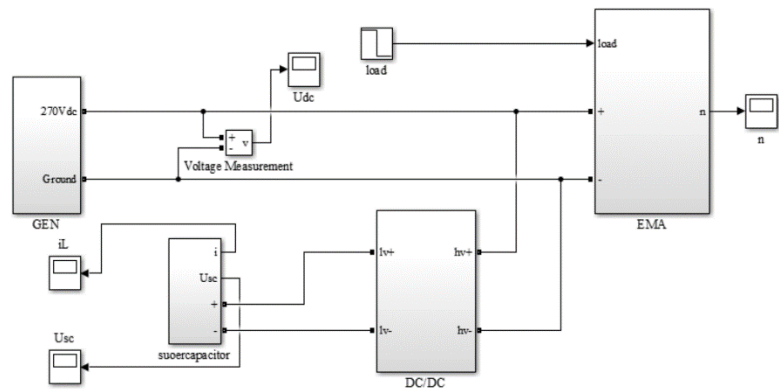 load
load
Udc
270Vdc
+
n
+
-
v
Voltage Measurement
n
Ground
-
GEN
EMA
iL
i
lv+
hv+
Usc
+
Usc
-
lv-
hv-
suoercapacitor
DC/DC